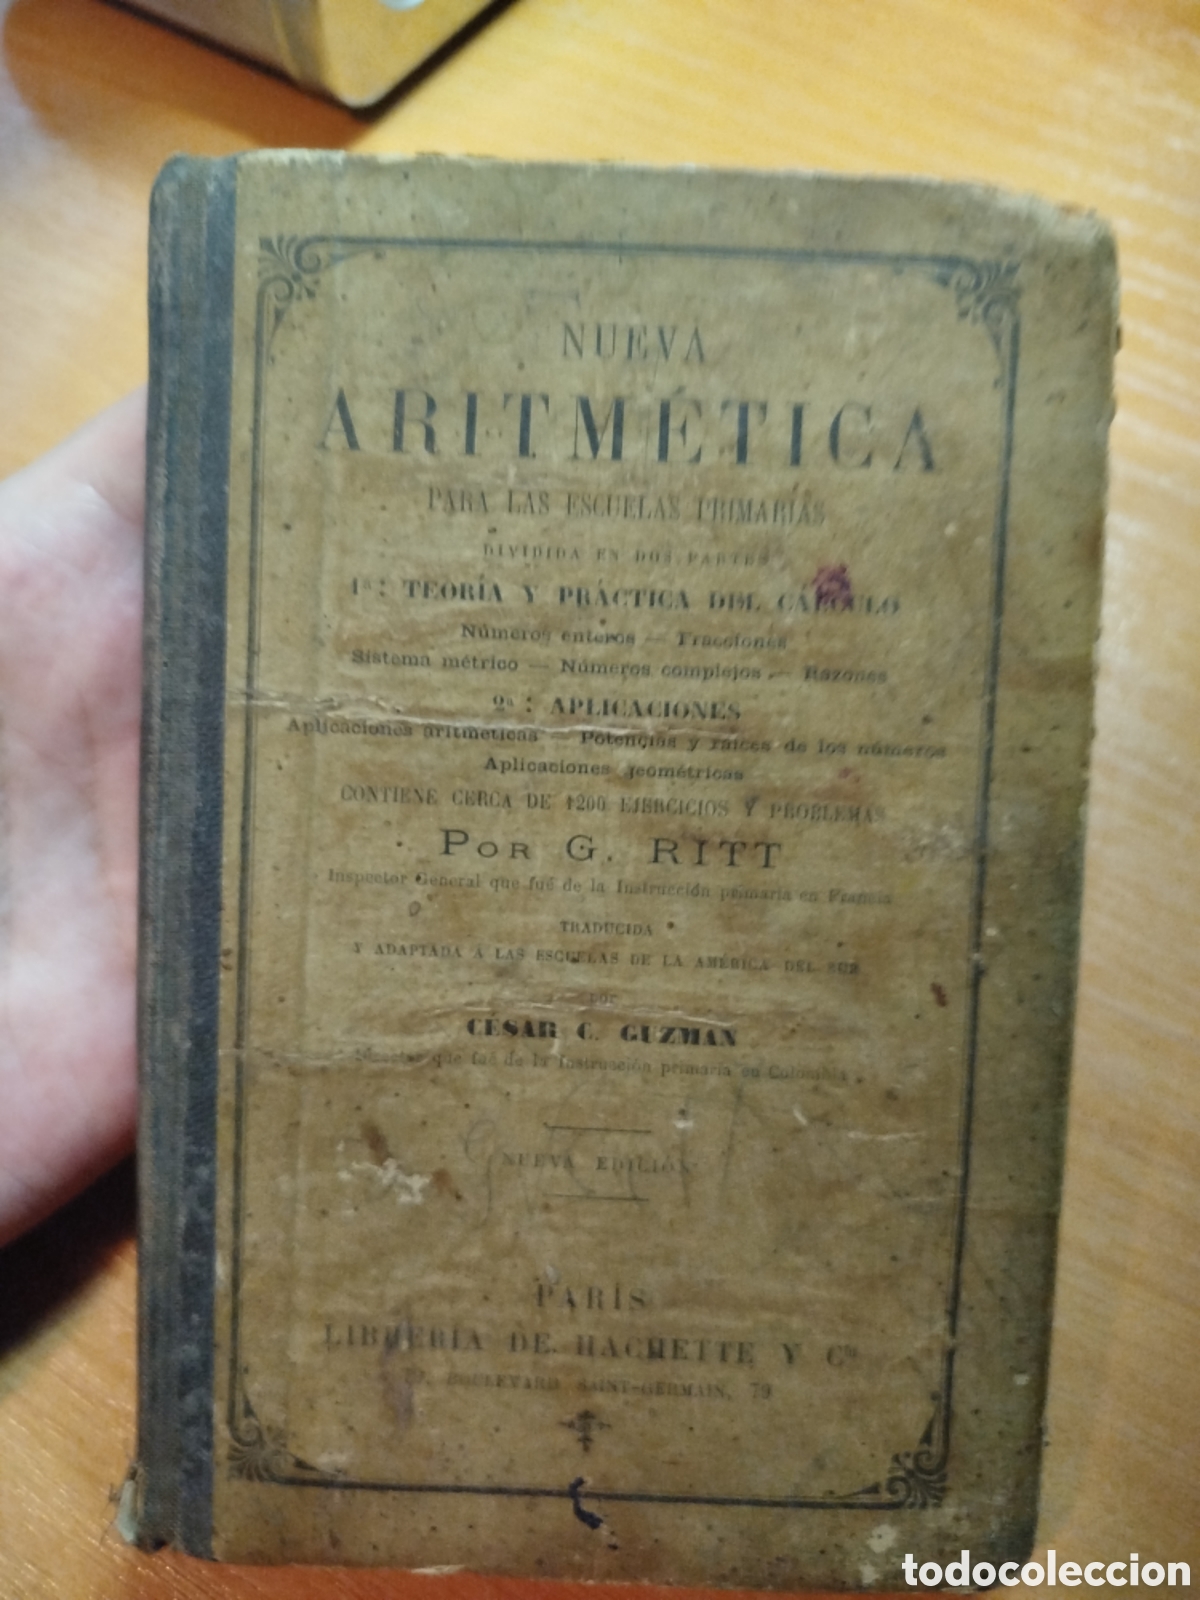 NUEVA
ARITMÉTICA
PARA LAS ESCUELAS PRIMARIAS
DIVIDIDA EN DOS PARTES
1ª: TEORÍA Y PRÁCTICA DEL CÁLCULO
Números enteros — Fracciones
Sistema métrico — Números complejos — Razones
2ª: APLICACIONES
Aplicaciones aritméticas — Potencias y raíces de los números
Aplicaciones geométricas
CONTIENE CERCA DE 1200 EJERCICIOS Y PROBLEMAS
POR G. RITT
Inspector General que fué de la Instrucción primaria en Francia
TRADUCIDA
Y ADAPTADA Á LAS ESCUELAS DE LA AMÉRICA DEL SUR
POR
CÉSAR C. GUZMAN
Director que fué de la Instrucción primaria en Colombia
NUEVA EDICIÓN
PARÍS
LIBRERÍA DE HACHETTE Y Cía
79, BOULEVARD SAINT-GERMAIN, 79
todocoleccion